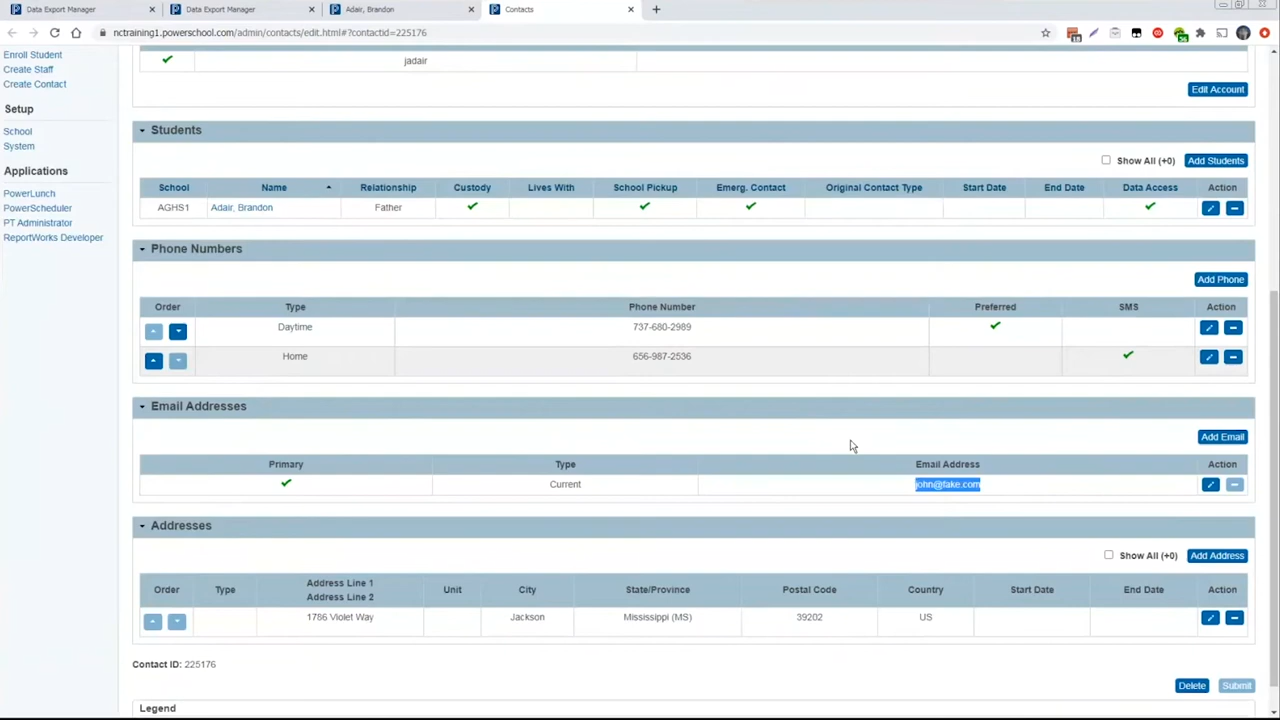 Data Export Manager
Data Export Manager
Adair, Brandon
Contacts
nctraining1.powerschool.com/admin/contacts/edit.html#?contactid=225176
Enroll Student
Create Staff
Create Contact
Setup
School
System
Applications
PowerLunch
PowerScheduler
PT Administrator
ReportWorks Developer
jadair
Edit Account
Students
Show All (+0) Add Students
School Name Relationship Custody Lives With School Pickup Emerg. Contact Original Contact Type Start Date End Date Data Access Action
AGHS1 Adair, Brandon Father
Phone Numbers
Add Phone
Order Type Phone Number Preferred SMS Action
Daytime 737-680-2989
Home 656-987-2536
Email Addresses
Add Email
Primary Type Email Address Action
Current john@fake.com
Addresses
Show All (+0) Add Address
Order Type Address Line 1 Unit City State/Province Postal Code Country Start Date End Date Action
Address Line 2
1786 Violet Way Jackson Mississippi (MS) 39202 US
Contact ID: 225176
Delete Submit
Legend